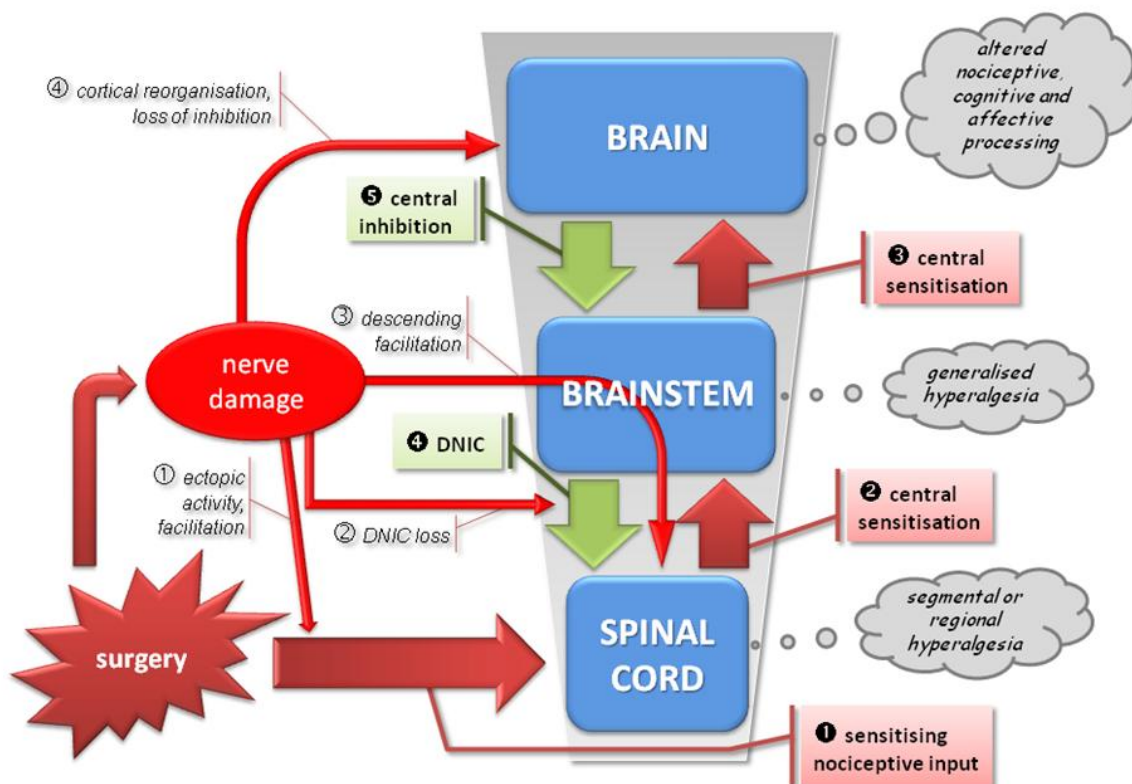 altered
nociceptive,
cognitive and
affective
processing
④ cortical reorganisation,
loss of inhibition
BRAIN
❺ central
inhibition
❸ central
sensitisation
③ descending
facilitation
nerve
damage
BRAINSTEM
generalised
hyperalgesia
❹ DNIC
① ectopic
activity,
facilitation
② DNIC loss
❷ central
sensitisation
segmental or
regional
hyperalgesia
surgery
SPINAL
CORD
❶ sensitising
nociceptive input